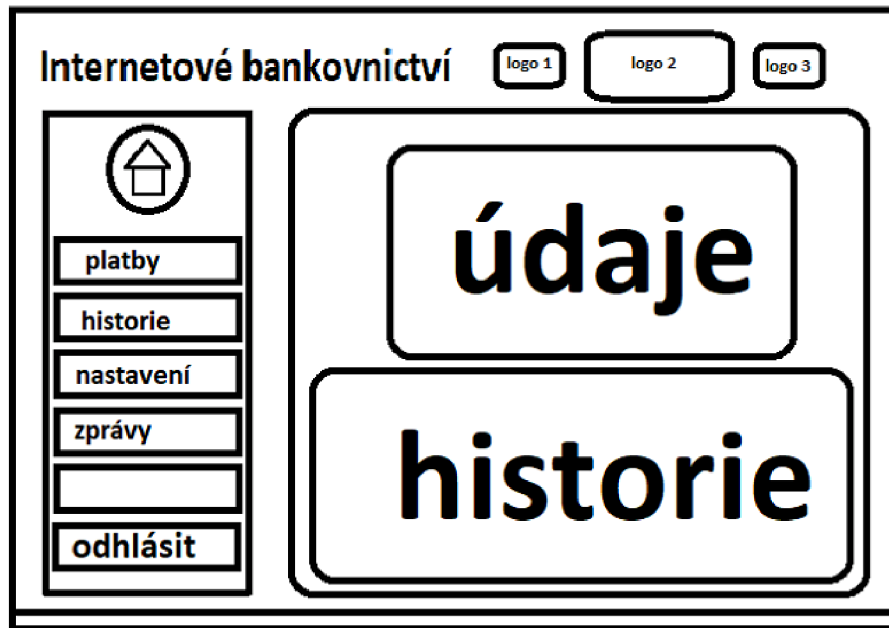 Internetové bankovnictví
logo 1
logo 2
logo 3
platby
historie
nastavení
zprávy
odhlásit
údaje
historie